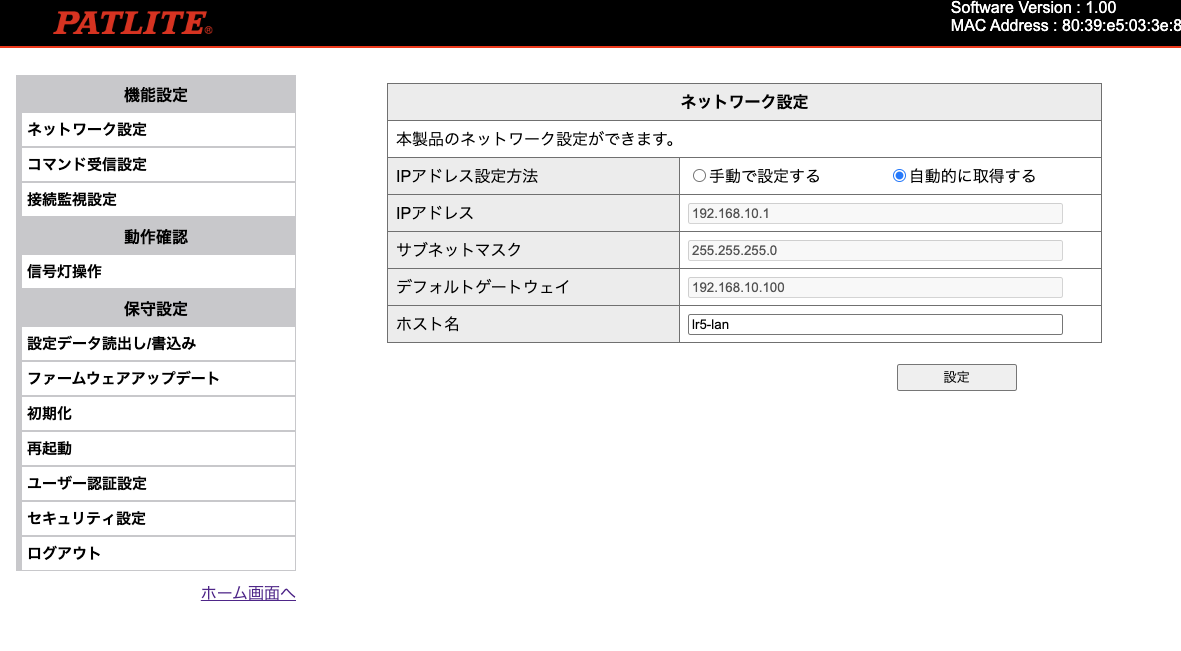 PATLITE®
Software Version : 1.00
MAC Address : 80:39:e5:03:3e:8
機能設定
ネットワーク設定
コマンド受信設定
接続監視設定
動作確認
信号灯操作
保守設定
設定データ読出し/書込み
ファームウェアアップデート
初期化
再起動
ユーザー認証設定
セキュリティ設定
ログアウト
ホーム画面へ
ネットワーク設定
本製品のネットワーク設定ができます。
IPアドレス設定方法 手動で設定する 自動的に取得する
IPアドレス 192.168.10.1
サブネットマスク 255.255.255.0
デフォルトゲートウェイ 192.168.10.100
ホスト名 lr5-lan
設定